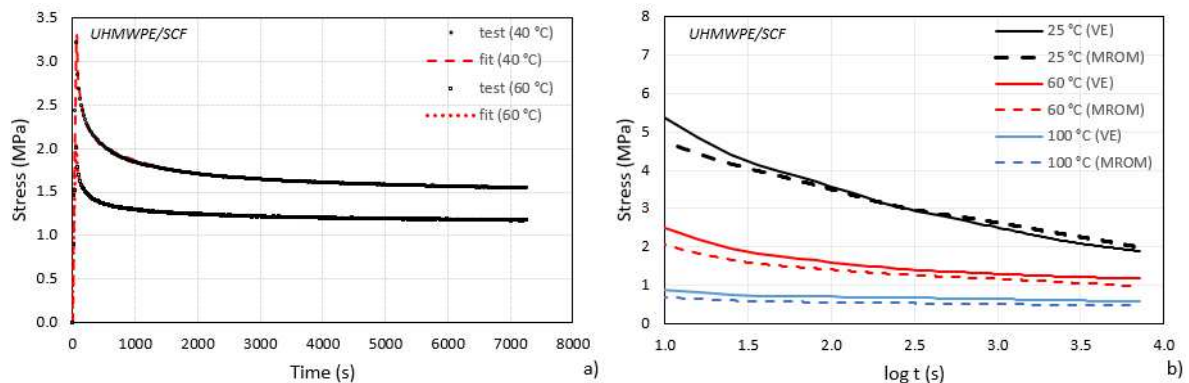 UHMWPE/SCF
test (40 °C)
fit (40 °C)
test (60 °C)
fit (60 °C)
3.5
3.0
2.5
2.0
1.5
1.0
0.5
0.0
Stress (MPa)
0 1000 2000 3000 4000 5000 6000 7000 8000
Time (s)
a)
UHMWPE/SCF
25 °C (VE)
25 °C (MROM)
60 °C (VE)
60 °C (MROM)
100 °C (VE)
100 °C (MROM)
8
7
6
5
4
3
2
1
0
Stress (MPa)
1.0 1.5 2.0 2.5 3.0 3.5 4.0
log t (s)
b)